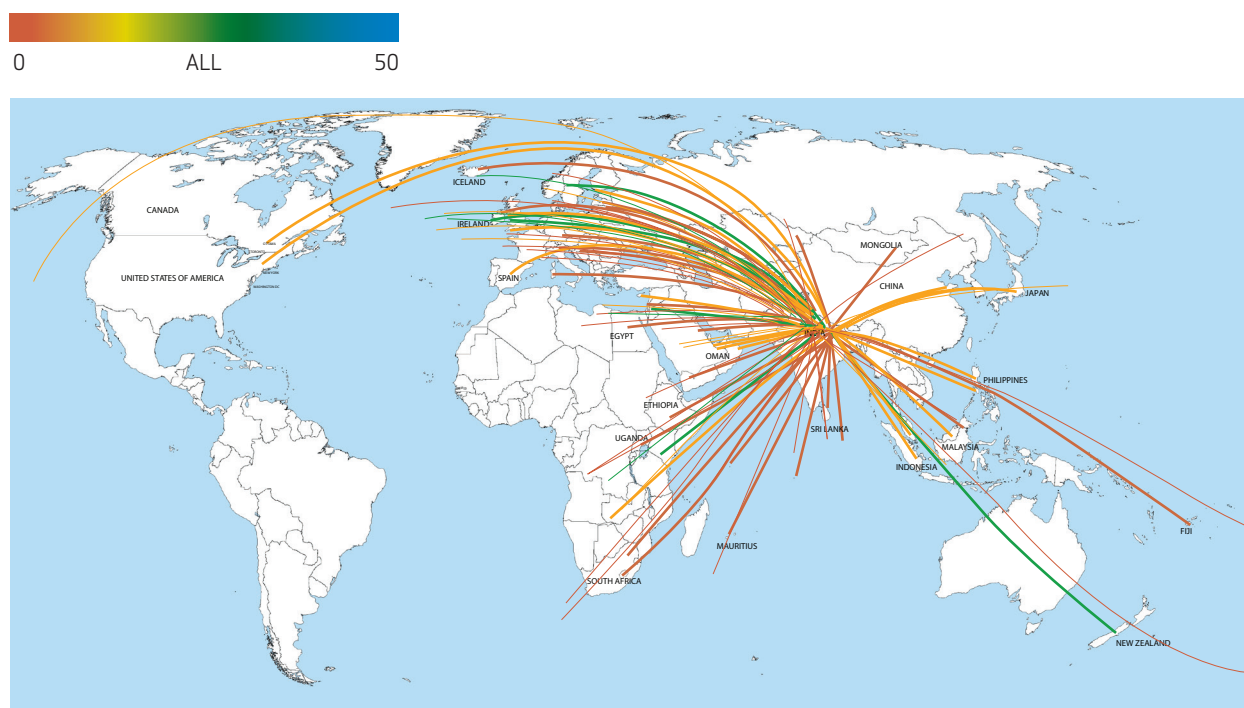 0 ALL 50
ICELAND
CANADA
IRELAND
MONGOLIA
UNITED STATES OF AMERICA
SPAIN
CHINA
JAPAN
INDIA
EGYPT
OMAN
PHILIPPINES
ETHIOPIA
SRI LANKA
UGANDA
MALAYSIA
INDONESIA
FIJI
MAURITIUS
SOUTH AFRICA
NEW ZEALAND